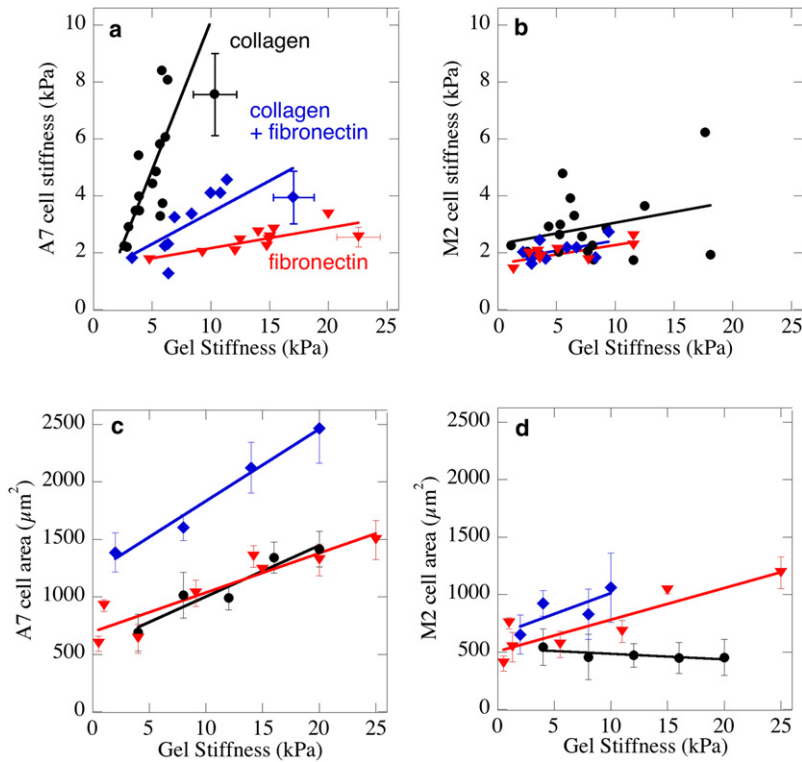 a
collagen
collagen
+ fibronectin
fibronectin
A7 cell stiffness (kPa)
10
8
6
4
2
0
0 5 10 15 20 25
Gel Stiffness (kPa)
b
M2 cell stiffness (kPa)
10
8
6
4
2
0
0 5 10 15 20 25
Gel Stiffness (kPa)
c
A7 cell area (μm²)
2500
2000
1500
1000
500
0
0 5 10 15 20 25
Gel Stiffness (kPa)
d
M2 cell area (μm²)
2500
2000
1500
1000
500
0
0 5 10 15 20 25
Gel Stiffness (kPa)